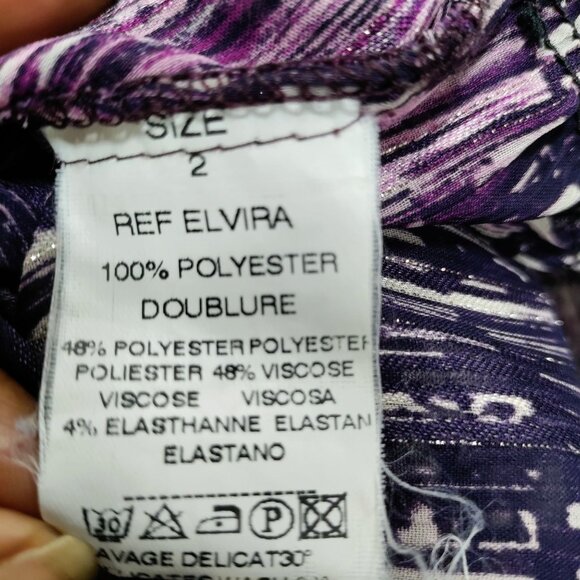 SIZE
2
REF ELVIRA
100% POLYESTER
DOUBLURE
48% POLYESTER POLYESTER
POLIESTER 48% VISCOSE
VISCOSE VISCOSA
4% ELASTHANNE ELASTAN
ELASTANO
30 P
AVAGE DELICAT30°